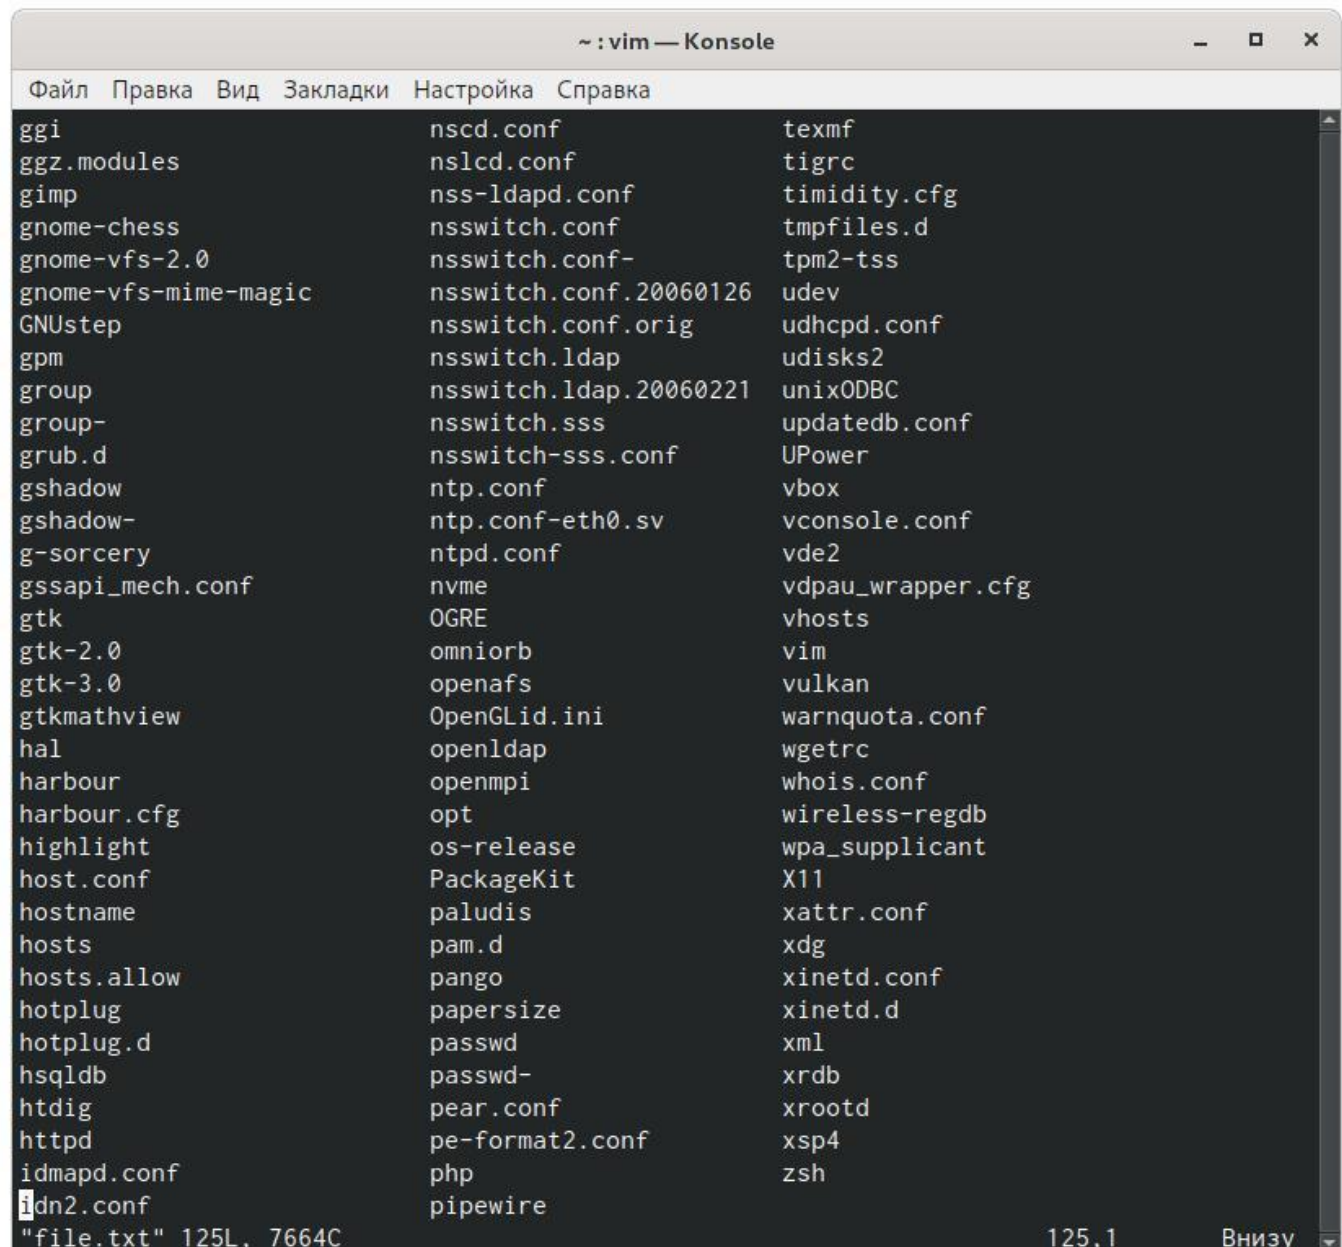 ~ : vim — Konsole
Файл Правка Вид Закладки Настройка Справка
ggi nscd.conf texmf
ggz.modules nslcd.conf tigrc
gimp nss-ldapd.conf timidity.cfg
gnome-chess nsswitch.conf tmpfiles.d
gnome-vfs-2.0 nsswitch.conf- tpm2-tss
gnome-vfs-mime-magic nsswitch.conf.20060126 udev
GNUstep nsswitch.conf.orig udhcpd.conf
gpm nsswitch.ldap udisks2
group nsswitch.ldap.20060221 unixODBC
group- nsswitch.sss updatedb.conf
grub.d nsswitch-sss.conf UPower
gshadow ntp.conf vbox
gshadow- ntp.conf-eth0.sv vconsole.conf
g-sorcery ntpd.conf vde2
gssapi_mech.conf nvme vdpau_wrapper.cfg
gtk OGRE vhosts
gtk-2.0 omniorb vim
gtk-3.0 openafs vulkan
gtkmathview OpenGLid.ini warnquota.conf
hal openldap wgetrc
harbour openmpi whois.conf
harbour.cfg opt wireless-regdb
highlight os-release wpa_supplicant
host.conf PackageKit X11
hostname paludis xattr.conf
hosts pam.d xdg
hosts.allow pango xinetd.conf
hotplug papersize xinetd.d
hotplug.d passwd xml
hsqldb passwd- xrdb
htdig pear.conf xrootd
httpd pe-format2.conf xsp4
idmapd.conf php zsh
idn2.conf pipewire
"file.txt" 125L, 7664C 125,1 Внизу